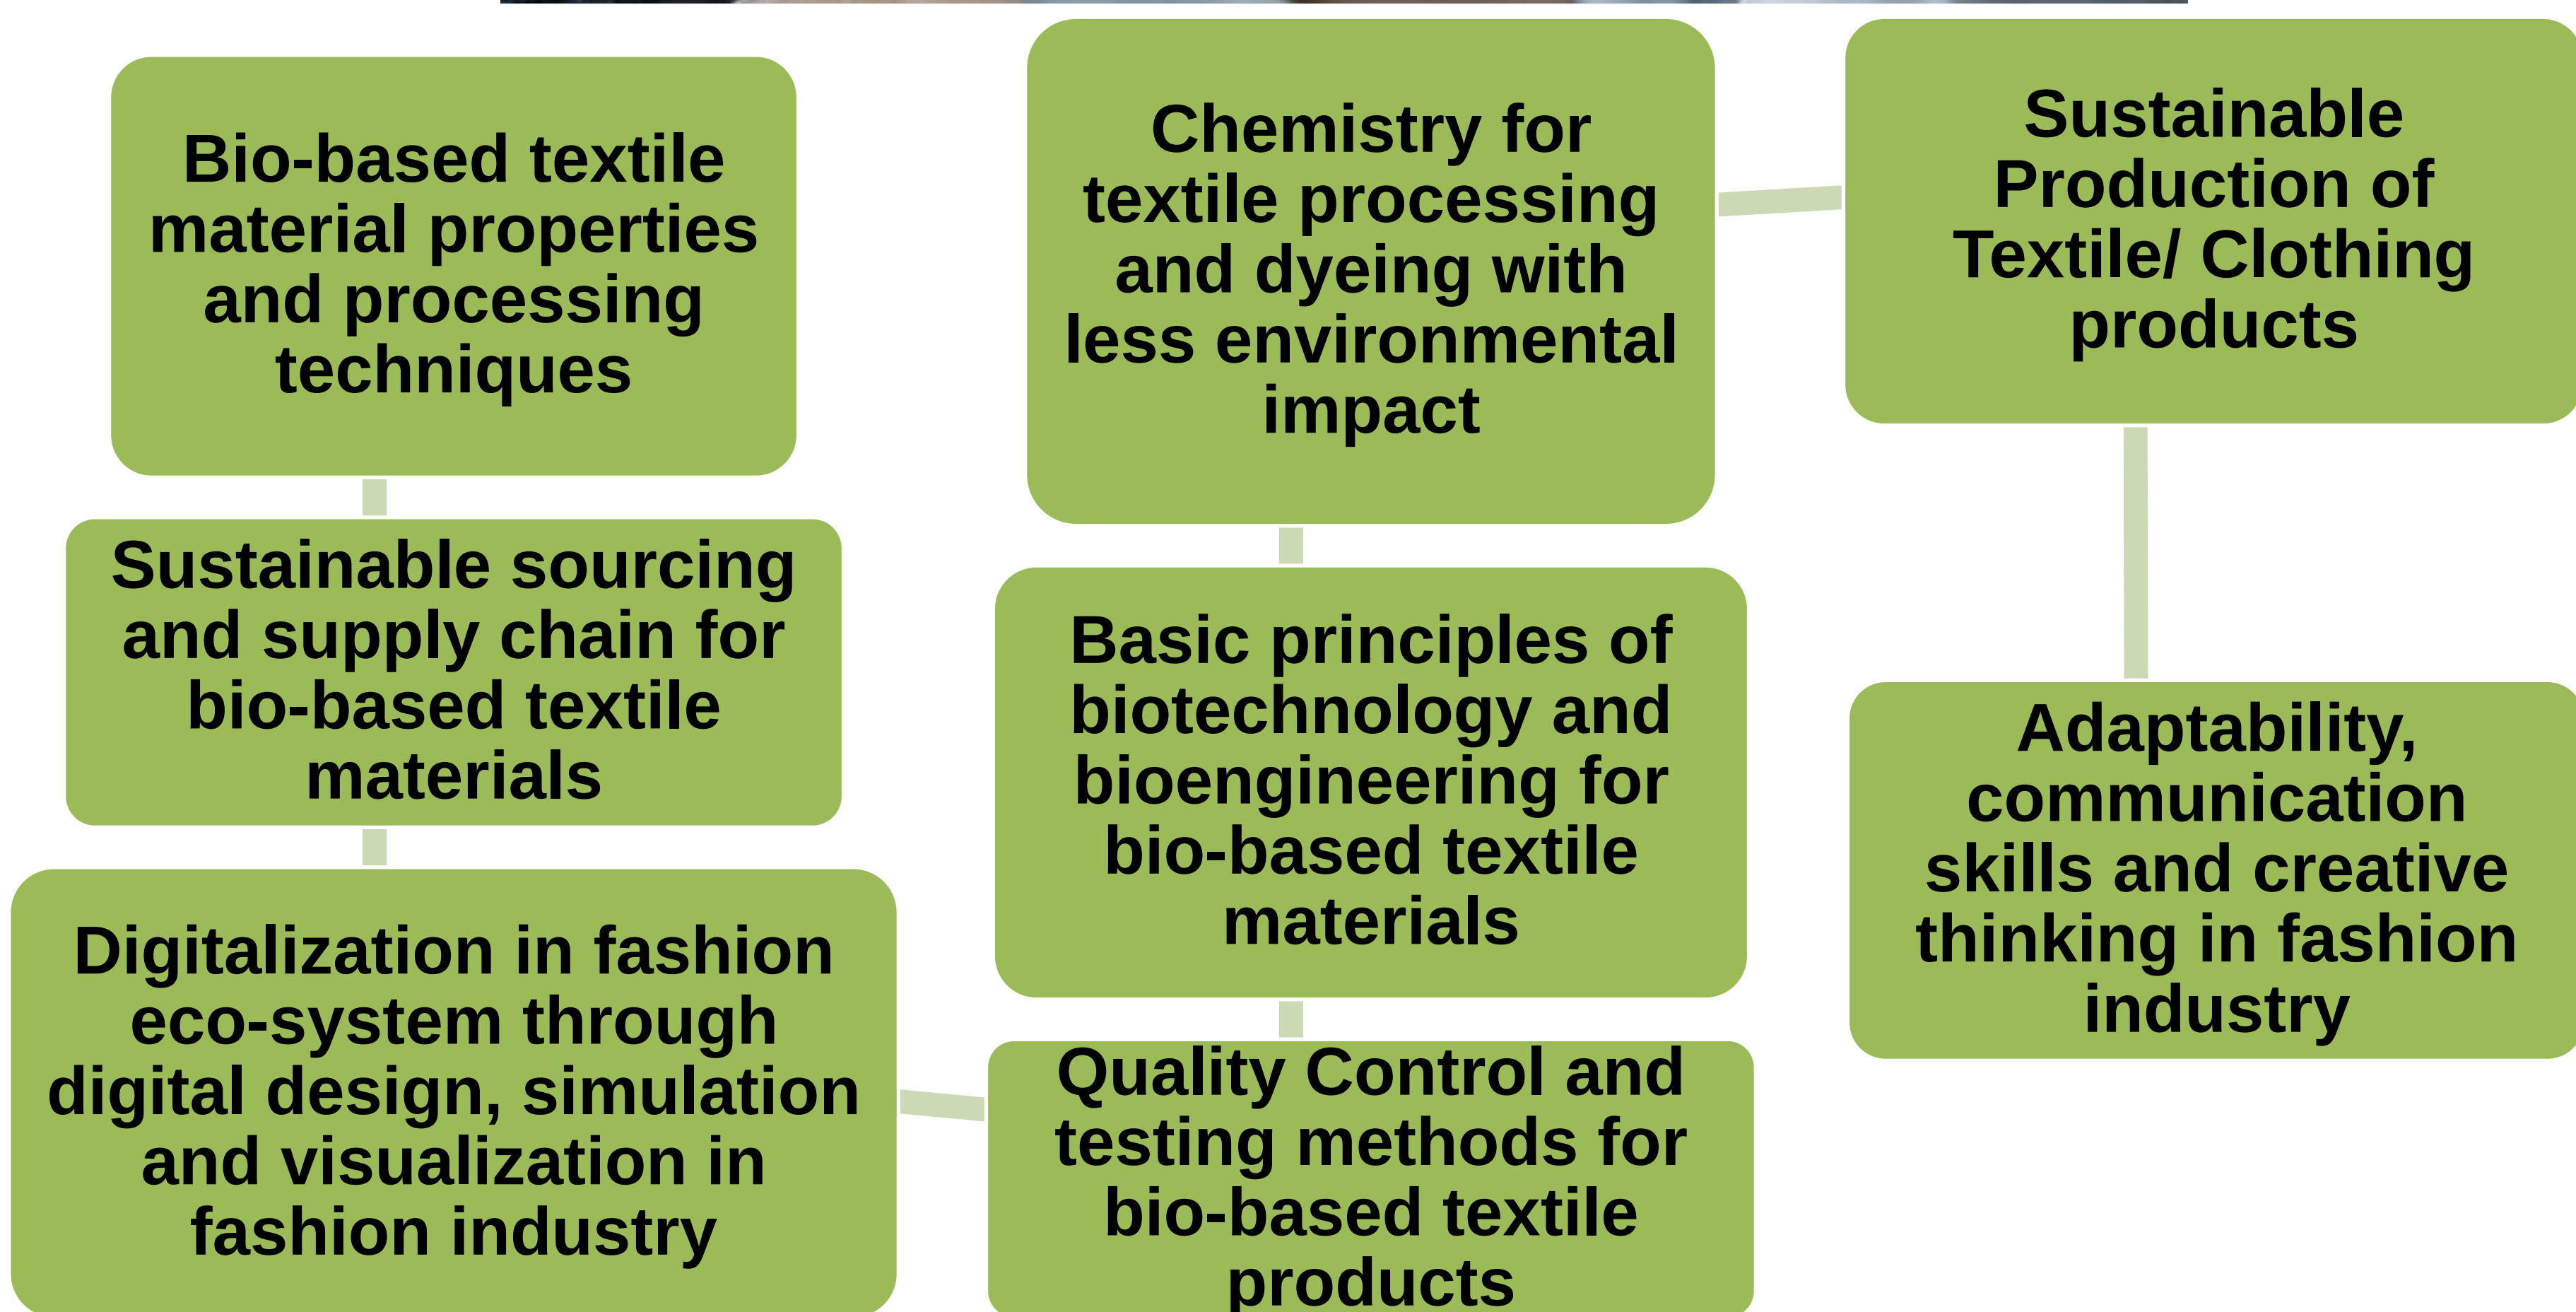 Bio-based textile
material properties
and processing
techniques
Sustainable sourcing
and supply chain for
bio-based textile
materials
Digitalization in fashion
eco-system through
digital design, simulation
and visualization in
fashion industry
Quality Control and
testing methods for
bio-based textile
products
Basic principles of
biotechnology and
bioengineering for
bio-based textile
materials
Chemistry for
textile processing
and dyeing with
less environmental
impact
Sustainable
Production of
Textile/ Clothing
products
Adaptability,
communication
skills and creative
thinking in fashion
industry